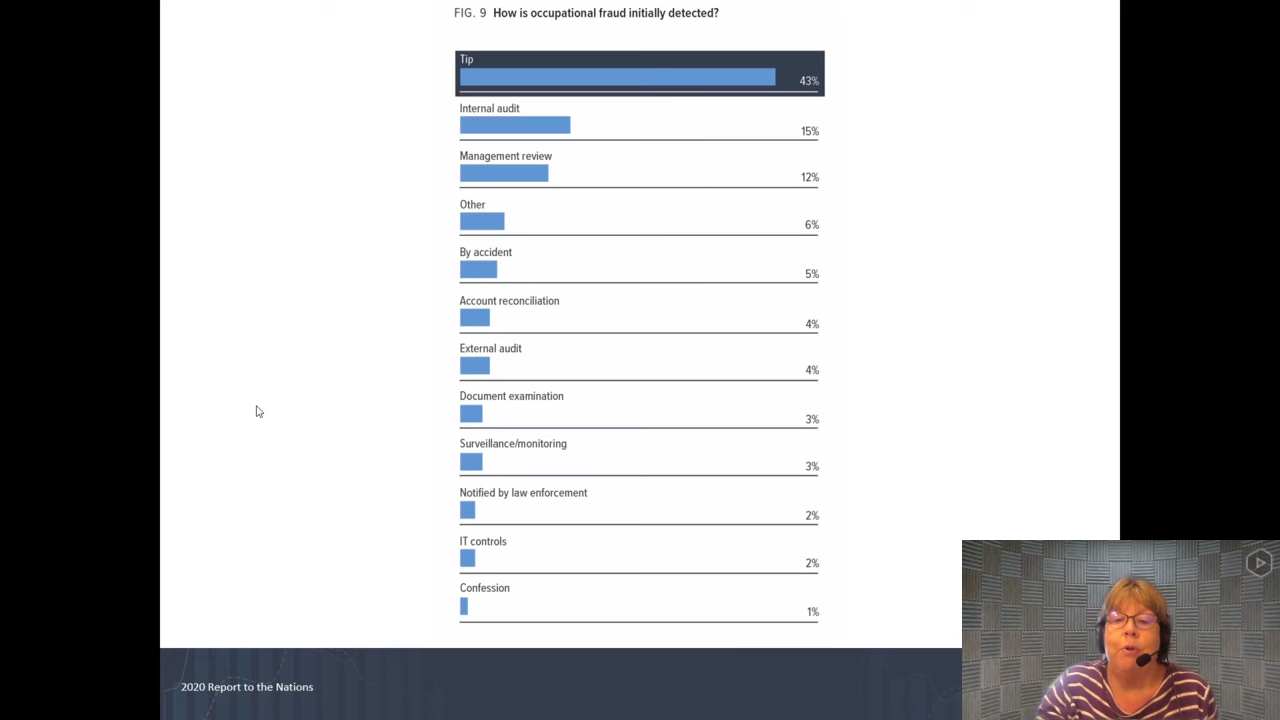 FIG. 9 How is occupational fraud initially detected?
Tip
43%
Internal audit
15%
Management review
12%
Other
6%
By accident
5%
Account reconciliation
4%
External audit
4%
Document examination
3%
Surveillance/monitoring
3%
Notified by law enforcement
2%
IT controls
2%
Confession
1%
2020 Report to the Nations